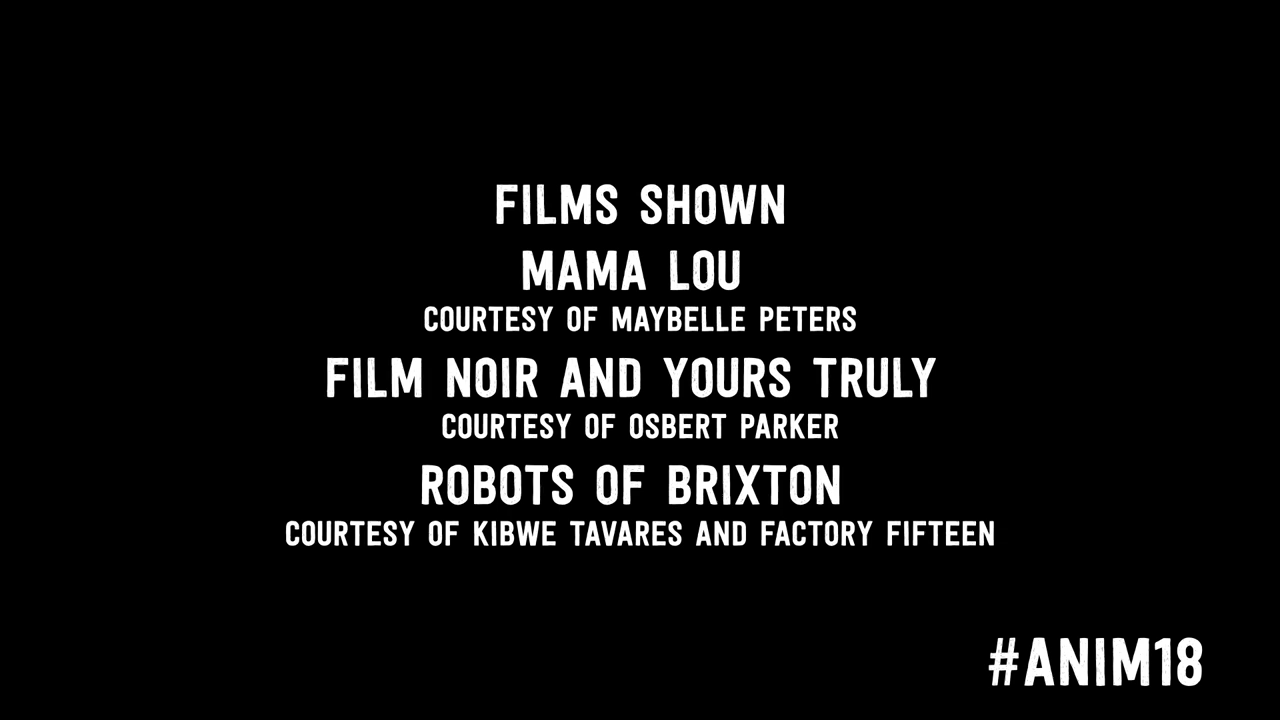 FILMS SHOWN
MAMA LOU
COURTESY OF MAYBELLE PETERS
FILM NOIR AND YOURS TRULY
COURTESY OF OSBERT PARKER
ROBOTS OF BRIXTON
COURTESY OF KIBWE TAVARES AND FACTORY FIFTEEN
#ANIM18